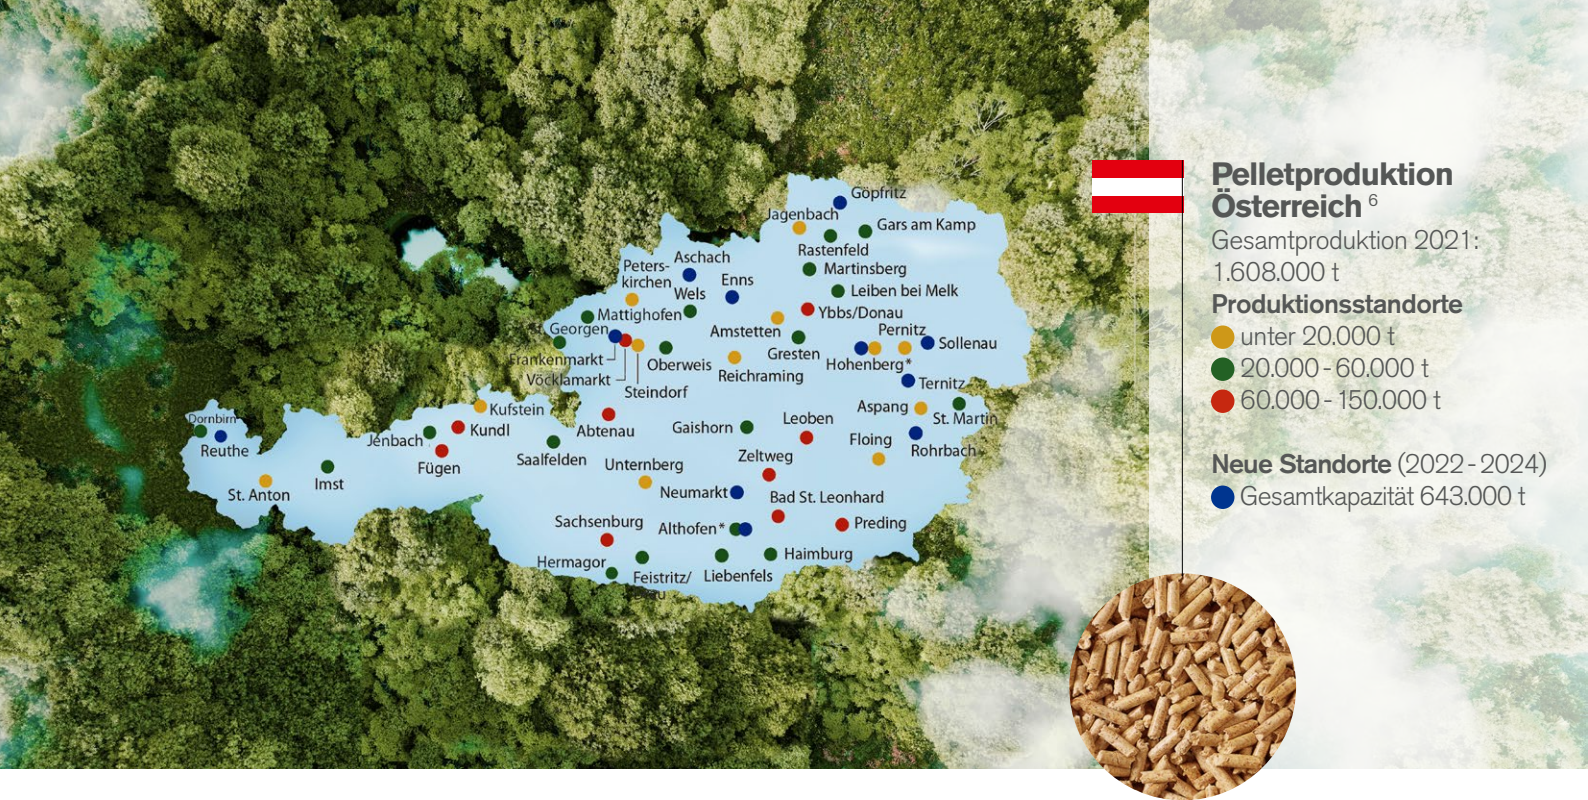 Göpfritz
Jagenbach
Gars am Kamp
Rastenfeld
Aschach
Peters-
kirchen
Enns
Martinsberg
Wels
Leiben bei Melk
Mattighofen
Ybbs/Donau
Georgen
Amstetten
Pernitz
Sollenau
Frankenmarkt
Oberweis
Gresten
Hohenberg*
Vöcklamarkt
Reichraming
Ternitz
Steindorf
Kufstein
Aspang
St. Martin
Dornbirn
Reuthe
Jenbach
Kundl
Abtenau
Gaishorn
Leoben
Floing
Rohrbach
Fügen
Saalfelden
Unternberg
Zeltweg
Imst
St. Anton
Neumarkt
Bad St. Leonhard
Sachsenburg
Althofen*
Preding
Hermagor
Feistritz/
Liebenfels
Haimburg
Pelletproduktion
Österreich 6
Gesamtproduktion 2021:
1.608.000 t
Produktionsstandorte
unter 20.000 t
20.000 - 60.000 t
60.000 - 150.000 t
Neue Standorte (2022 - 2024)
Gesamtkapazität 643.000 t